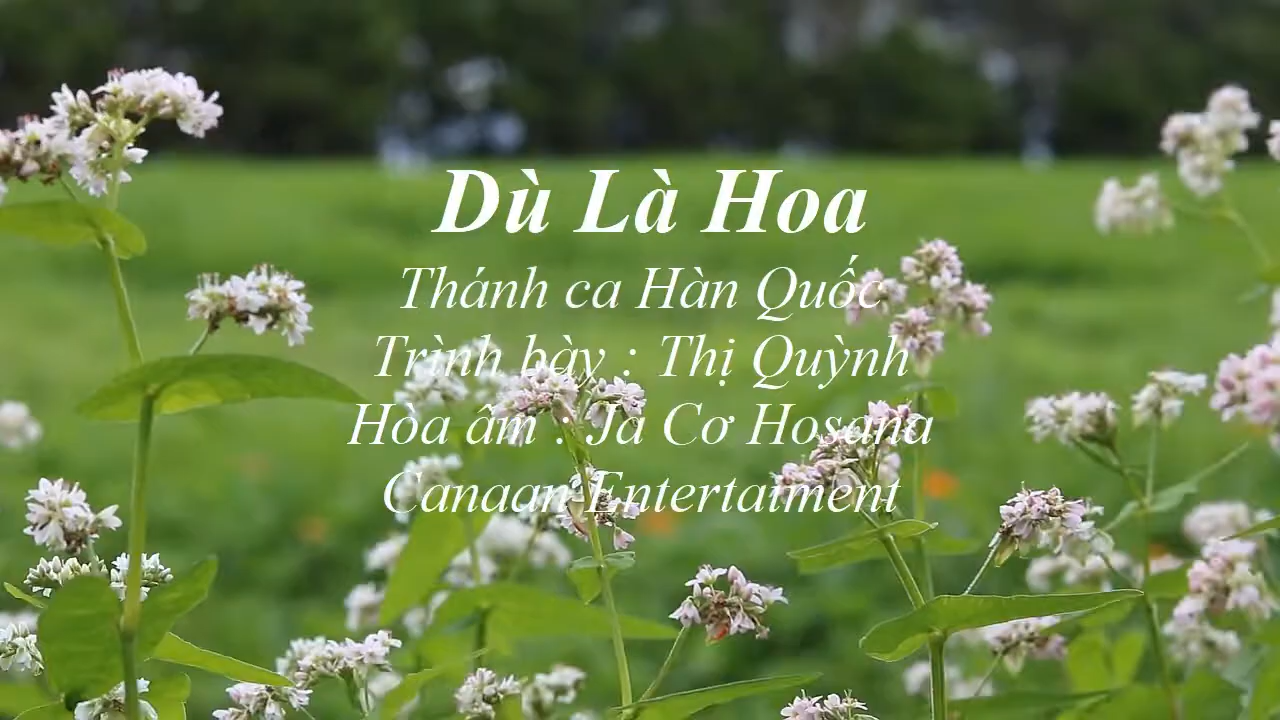 Dù Là Hoa
Thánh ca Hàn Quốc
Trình bày : Thị Quỳnh
Hòa âm : Ja Cơ Hosana
Canaan Entertaiment